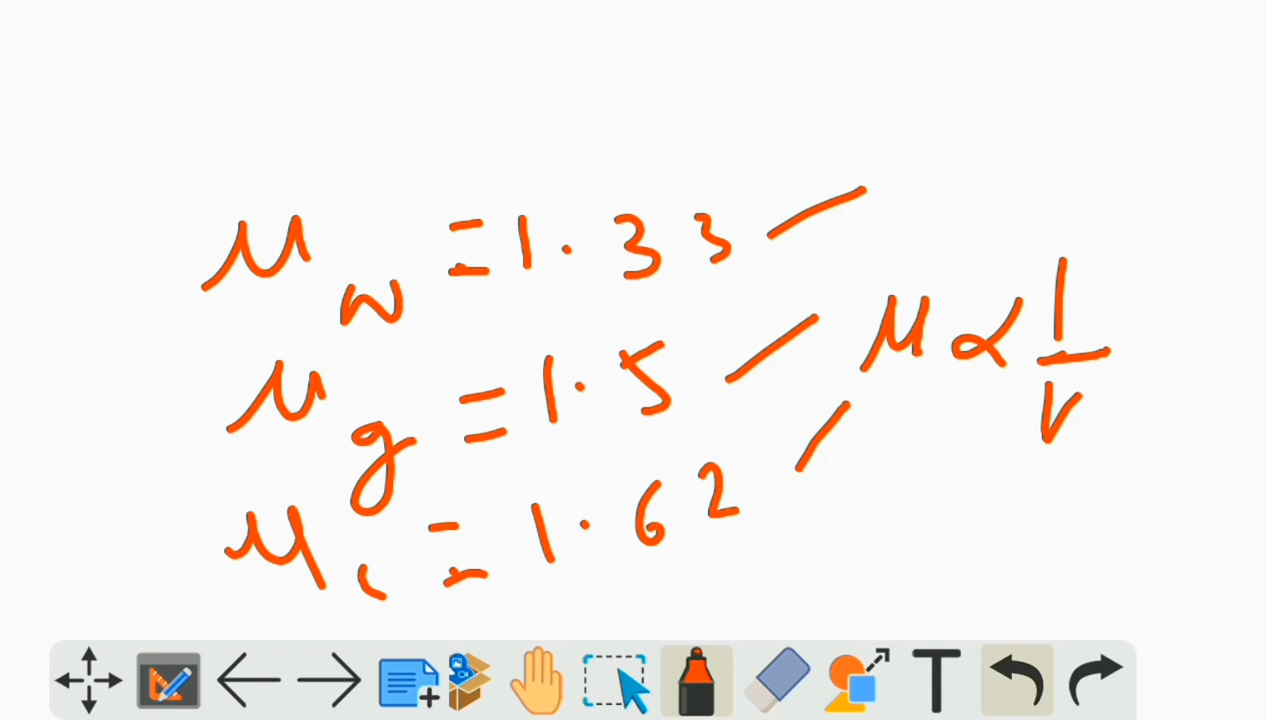 μw = 1.33
μg = 1.5
μc = 1.62
μ ∝ 1/v
T